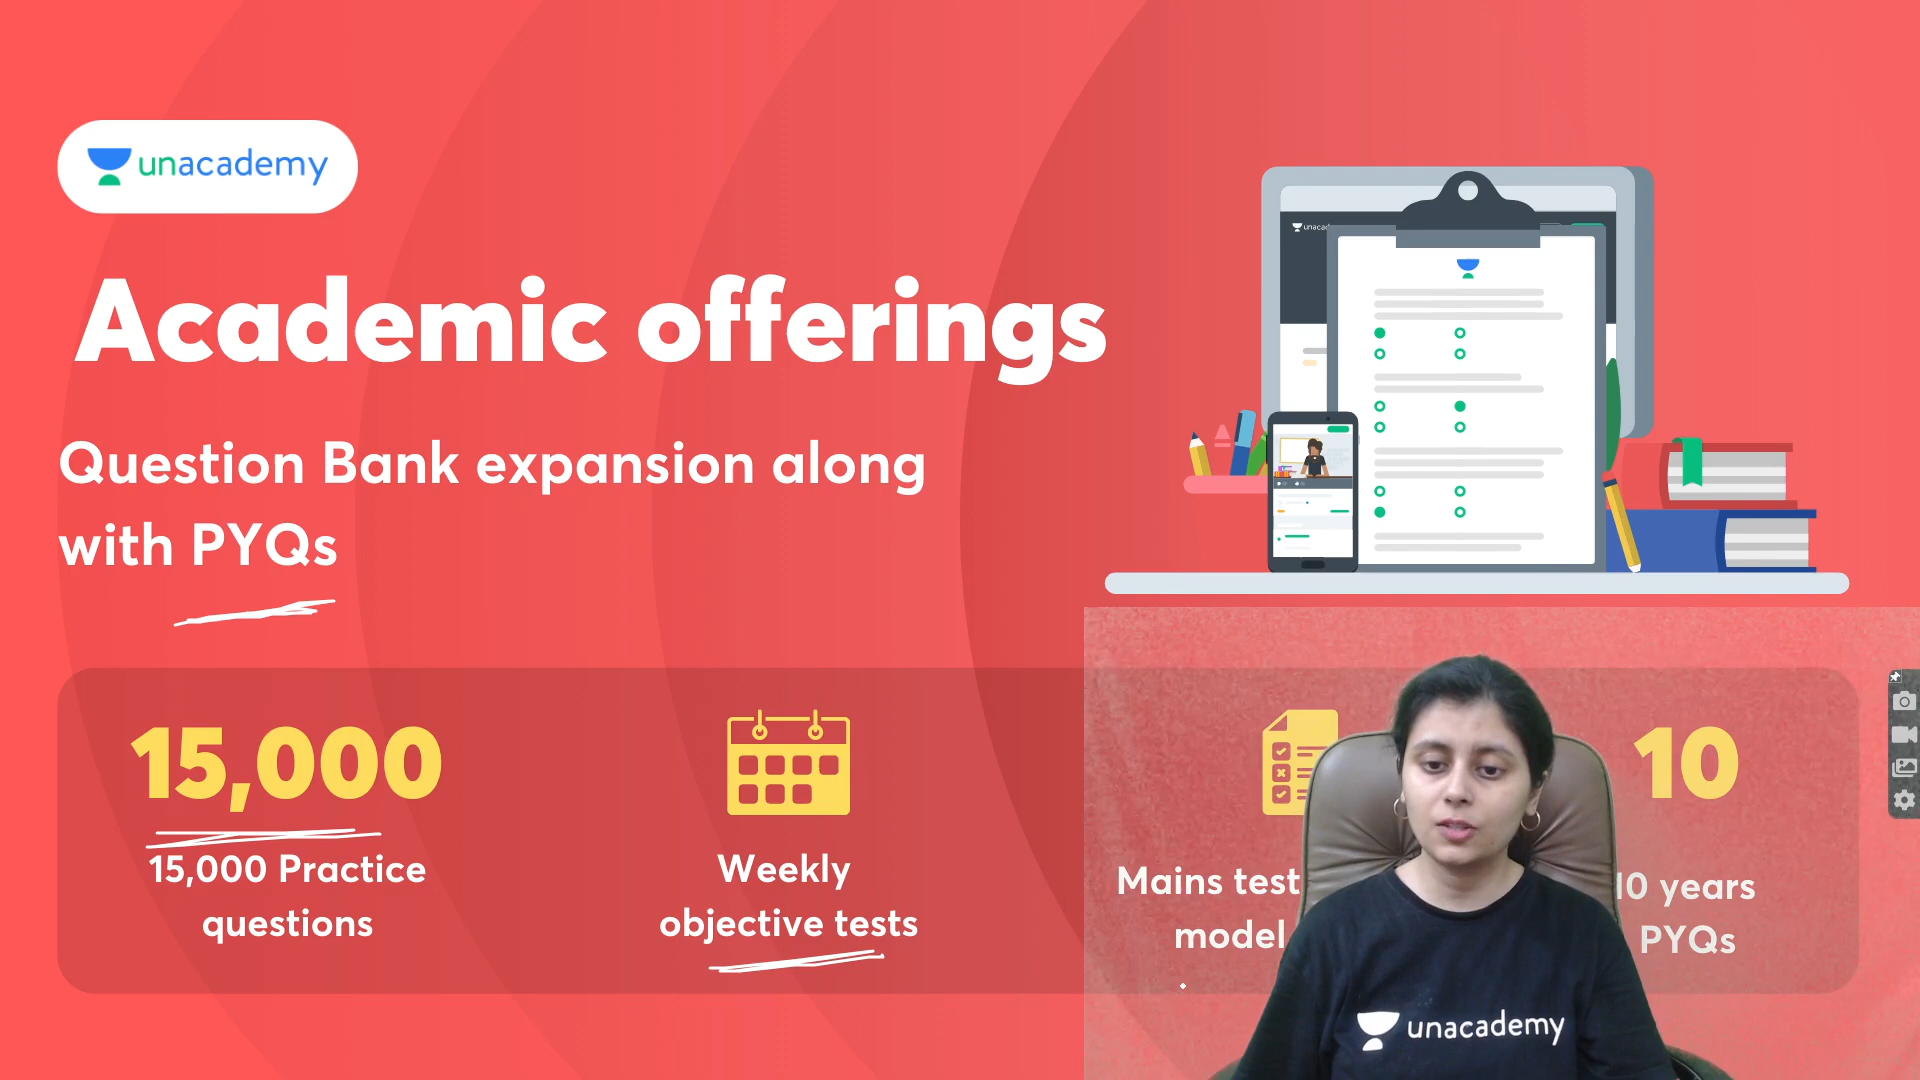 unacademy
unacad
Academic offerings
Question Bank expansion along
with PYQs
15,000
15,000 Practice
questions
Weekly
objective tests
Mains test
model
10
10 years
PYQs
unacademy